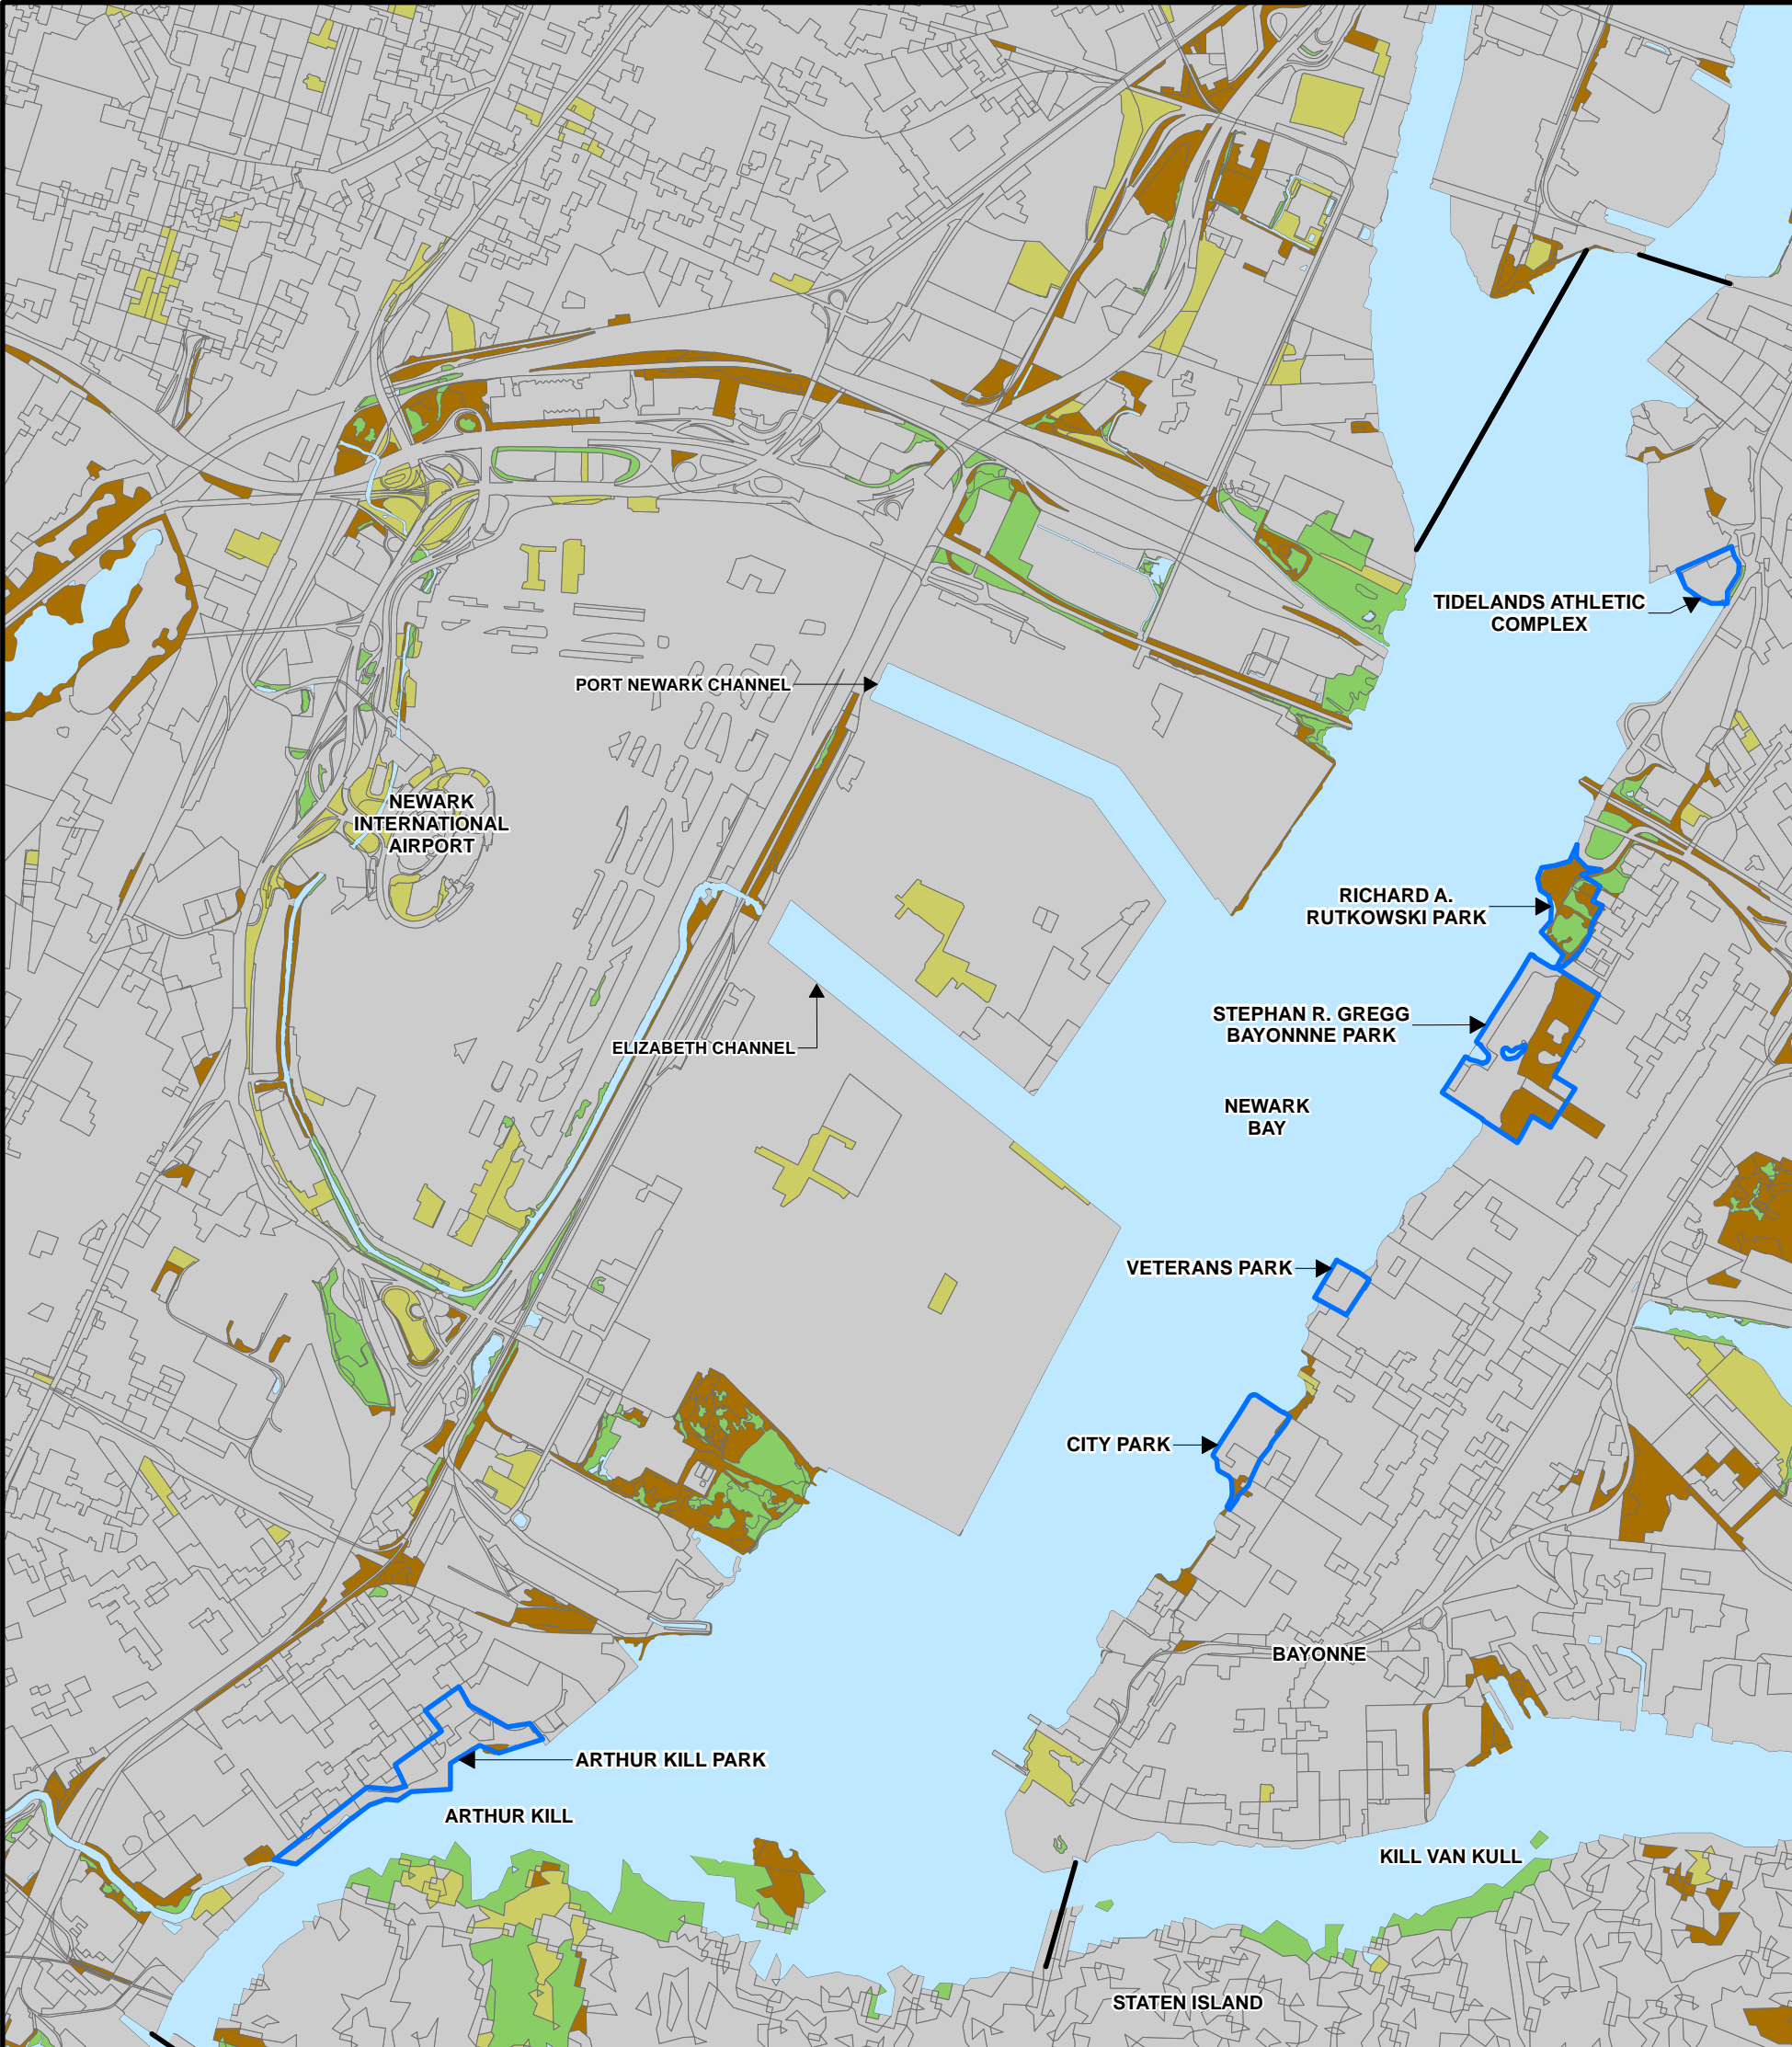 TIDELANDS ATHLETIC
COMPLEX
PORT NEWARK CHANNEL
NEWARK
INTERNATIONAL
AIRPORT
RICHARD A.
RUTKOWSKI PARK
STEPHAN R. GREGG
BAYONNNE PARK
ELIZABETH CHANNEL
NEWARK
BAY
VETERANS PARK
CITY PARK
BAYONNE
ARTHUR KILL PARK
ARTHUR KILL
KILL VAN KULL
STATEN ISLAND